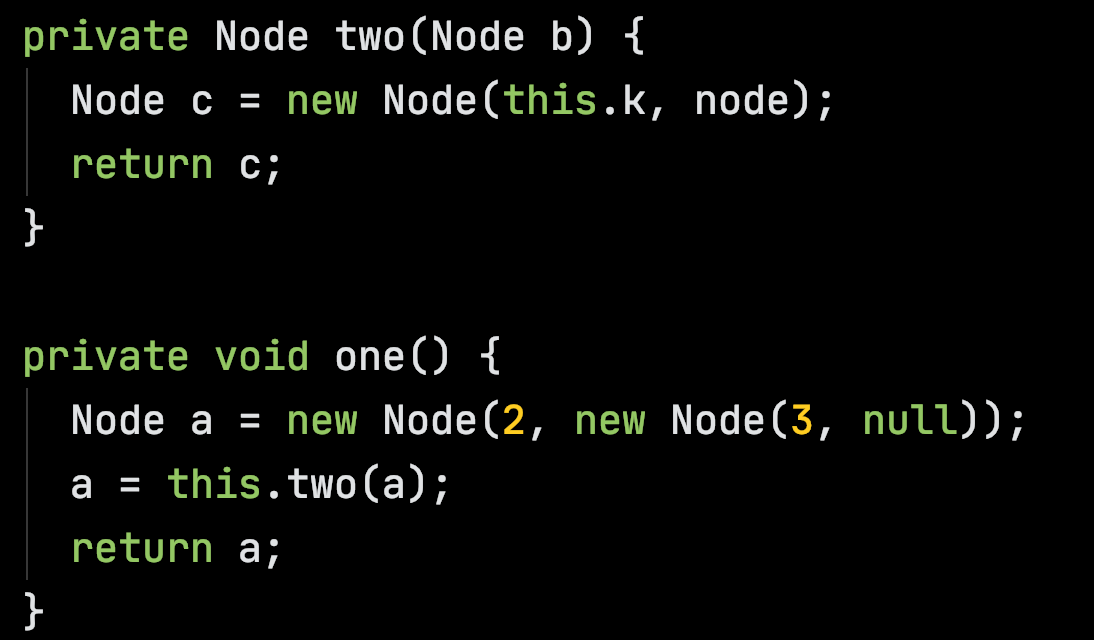 private Node two(Node b) {
  Node c = new Node(this.k, node);
  return c;
}

private void one() {
  Node a = new Node(2, new Node(3, null));
  a = this.two(a);
  return a;
}